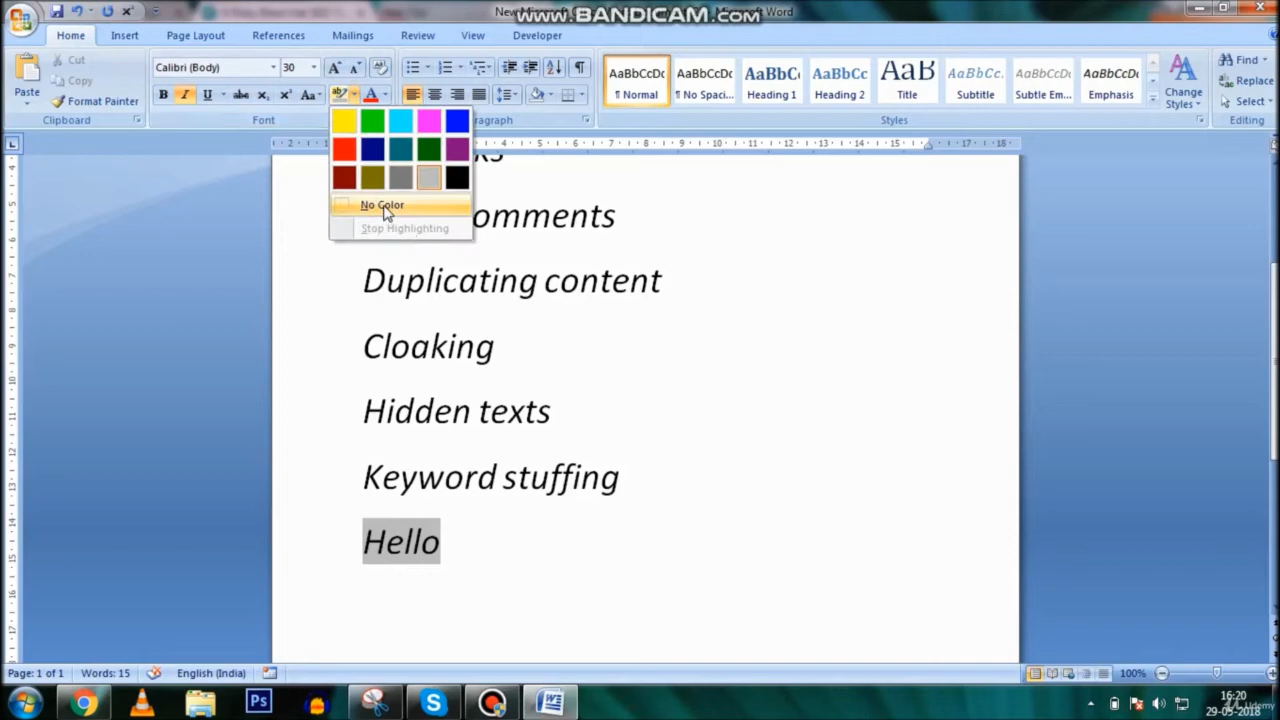 www.BANDICAM.com
Microsoft Word
Home Insert Page Layout References Mailings Review View Developer
Paste
Cut
Copy
Format Painter
Clipboard
Calibri (Body) 30
Font
AaBbCcDc AaBbCcDc AaBbC AaBbCc AaB AaBbCc. AaBbCcDc AaBbCcDc
¶ Normal ¶ No Spaci... Heading 1 Heading 2 Title Subtitle Subtle Em... Emphasis
Change Styles
Styles
Find
Replace
Select
Editing
No Color
Stop Highlighting
omments
Duplicating content
Cloaking
Hidden texts
Keyword stuffing
Hello
Page: 1 of 1 Words: 15 English (India) 100%
16:20
29-05-2018
Udemy